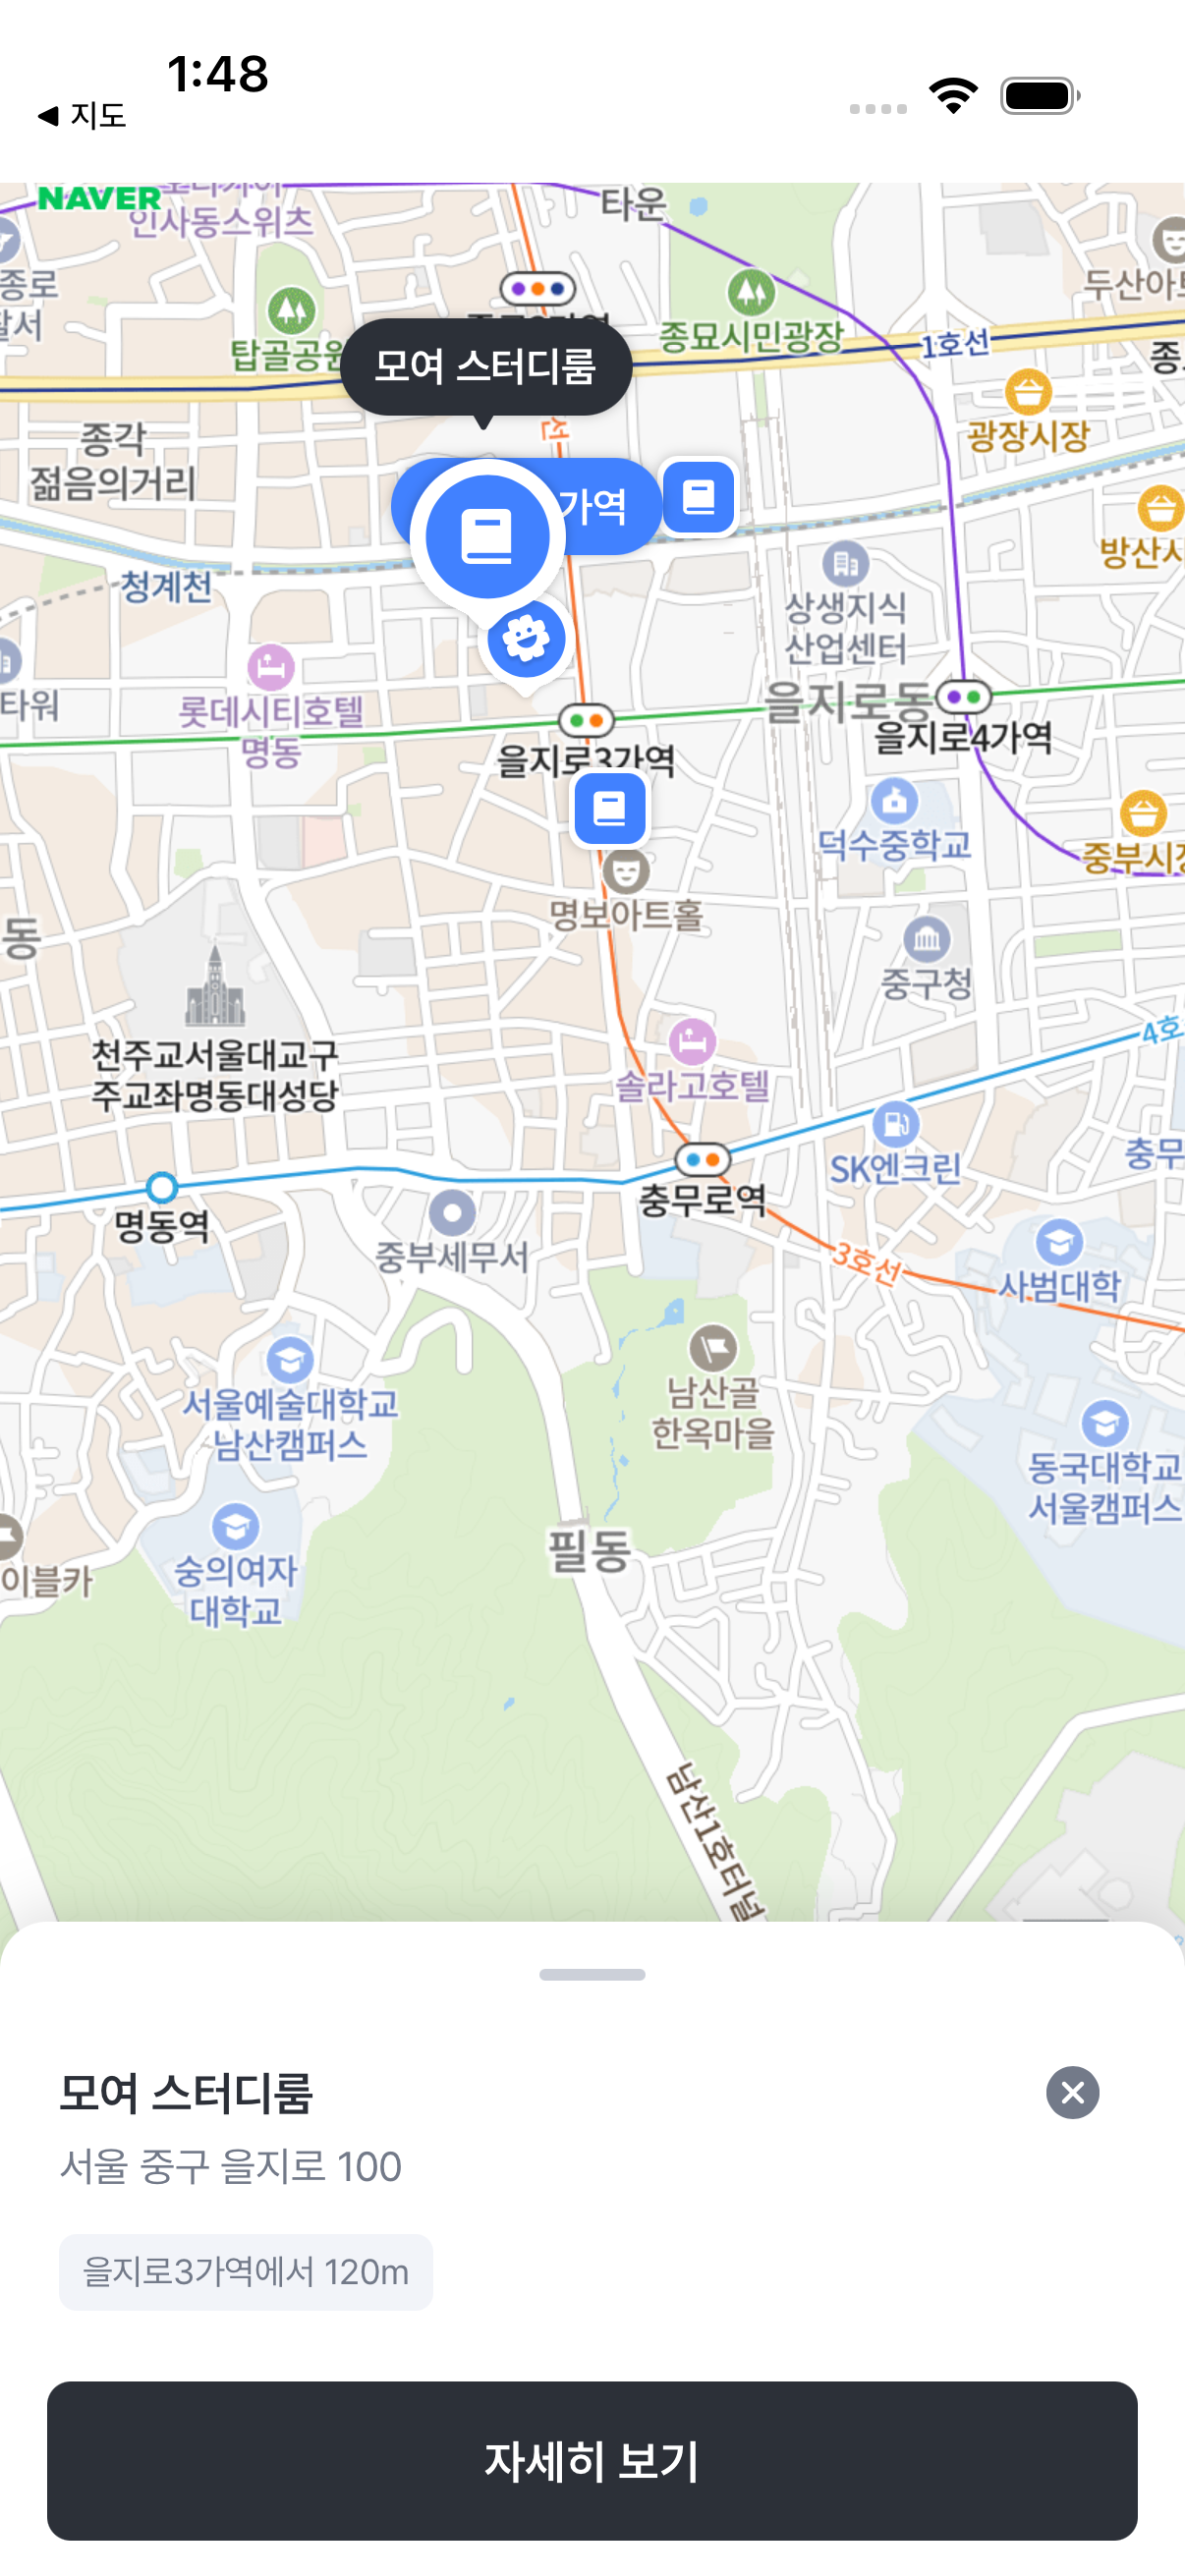 1:48
◀ 지도
NAVER
인사동스위츠
타운
종로
두산아트
탑골공원
종묘시민광장
1호선
모여 스터디룸
광장시장
종각
젊음의거리
선
가역
방산시
청계천
상생지식
산업센터
타워
롯데시티호텔
명동
을지로동
을지로3가역
을지로4가역
덕수중학교
중부시장
명보아트홀
동
중구청
천주교서울대교구
주교좌명동대성당
4호
솔라고호텔
SK엔크린
충무
명동역
충무로역
중부세무서
3호선
사범대학
서울예술대학교
남산캠퍼스
남산골
한옥마을
동국대학교
서울캠퍼스
필동
이블카
숭의여자
대학교
남산1호터널
모여 스터디룸
서울 중구 을지로 100
을지로3가역에서 120m
자세히 보기